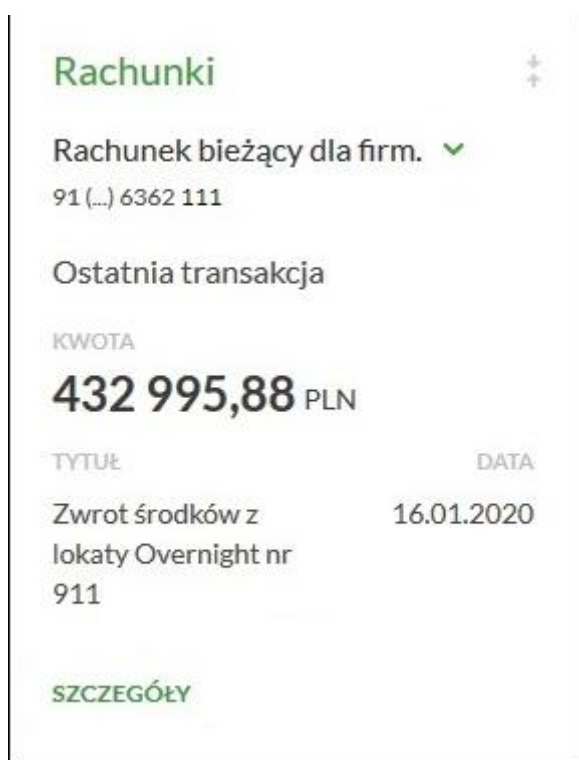 Rachunki
Rachunek bieżący dla firm.
91 (...) 6362 111
Ostatnia transakcja
KWOTA
432 995,88 PLN
TYTUŁ DATA
Zwrot środków z 16.01.2020
lokaty Overnight nr
911
SZCZEGÓŁY